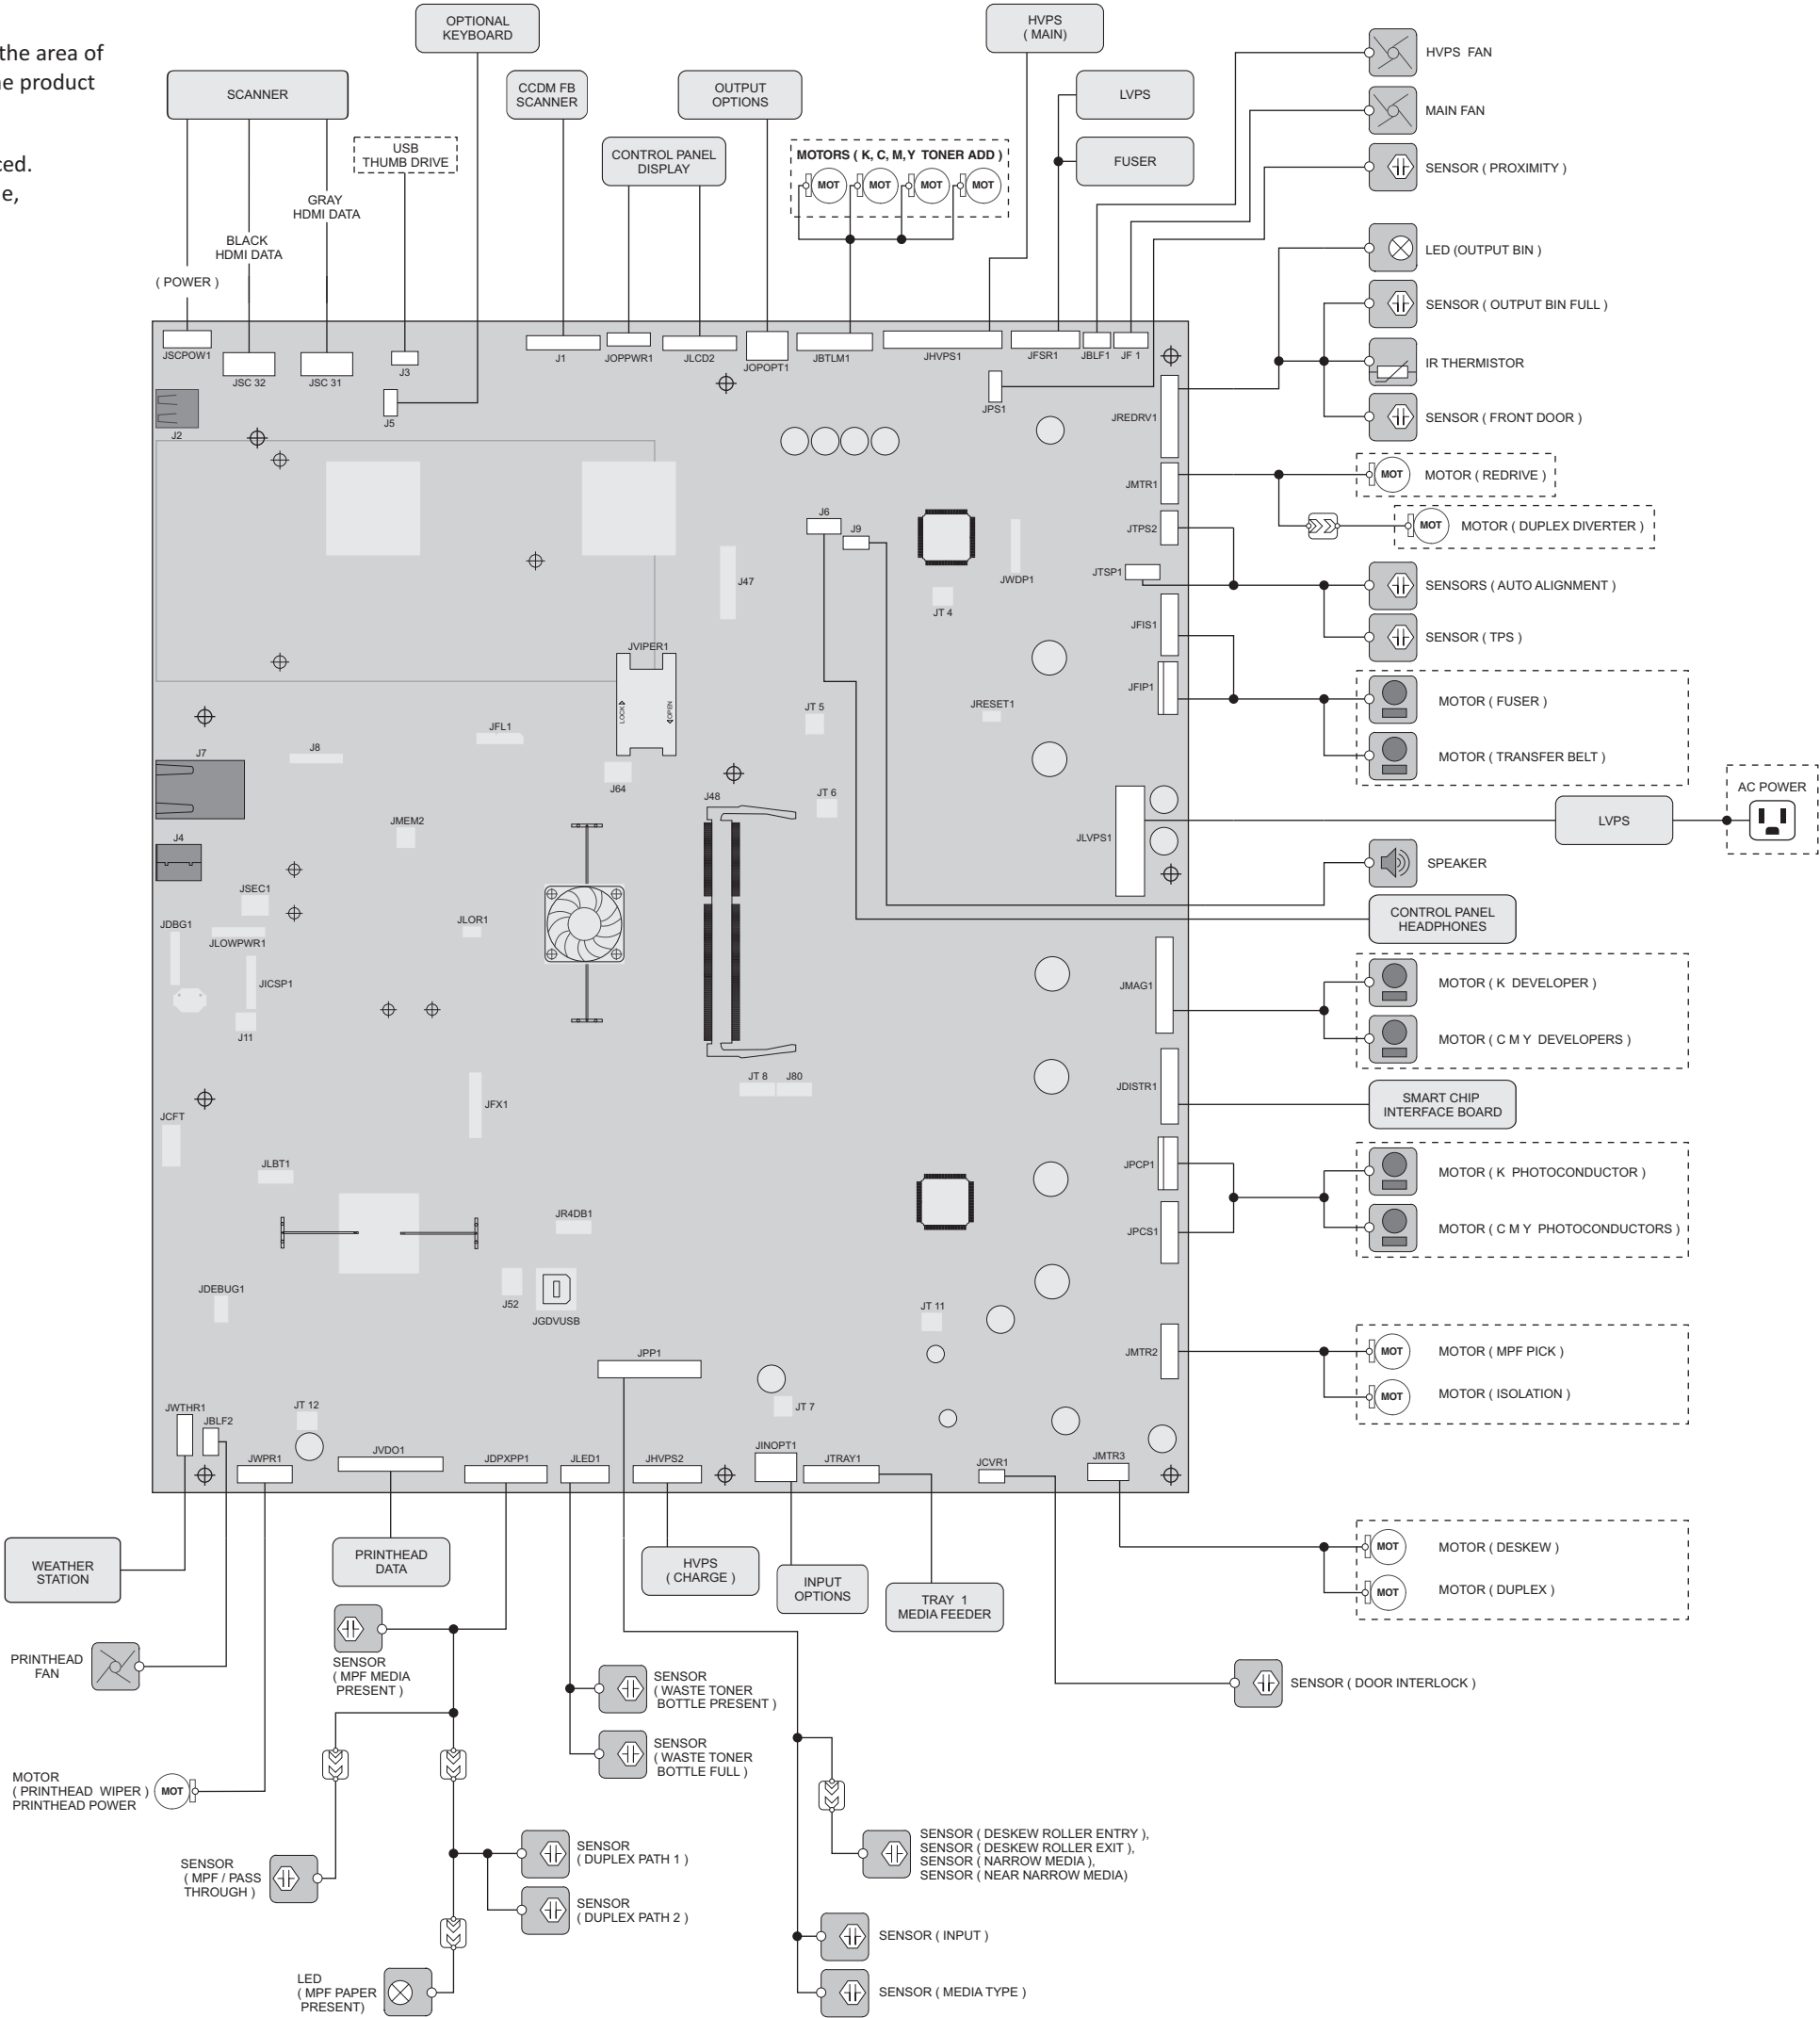 the area of
he product
ced.
e,
OPTIONAL
KEYBOARD
HVPS
( MAIN)
SCANNER
CCDM FB
SCANNER
OUTPUT
OPTIONS
LVPS
USB
THUMB DRIVE
CONTROL PANEL
DISPLAY
MOTORS ( K, C, M, Y TONER ADD )
MOT
MOT
MOT
MOT
FUSER
GRAY
HDMI DATA
BLACK
HDMI DATA
( POWER )
HVPS FAN
MAIN FAN
SENSOR ( PROXIMITY )
LED (OUTPUT BIN )
SENSOR ( OUTPUT BIN FULL )
IR THERMISTOR
SENSOR ( FRONT DOOR )
MOT
MOTOR ( REDRIVE )
MOT
MOTOR ( DUPLEX DIVERTER )
SENSORS ( AUTO ALIGNMENT )
SENSOR ( TPS )
MOTOR ( FUSER )
MOTOR ( TRANSFER BELT )
AC POWER
LVPS
SPEAKER
CONTROL PANEL
HEADPHONES
MOTOR ( K DEVELOPER )
MOTOR ( C M Y DEVELOPERS )
SMART CHIP
INTERFACE BOARD
MOTOR ( K PHOTOCONDUCTOR )
MOTOR ( C M Y PHOTOCONDUCTORS )
MOT
MOTOR ( MPF PICK )
MOT
MOTOR ( ISOLATION )
MOT
MOTOR ( DESKEW )
MOT
MOTOR ( DUPLEX )
JSCPOW1
JSC 32
JSC 31
J3
J5
J1
JOPPWR1
JLCD2
JOPOPT1
JBTLM1
JHVPS1
JFSR1
JBLF1
JF 1
JPS1
J2
JREDRV1
JMTR1
J6
J9
JTPS2
JWDP1
JTSP1
J47
JT 4
JFIS1
JVIPER1
LOCK
OPEN
JFIP1
JT 5
JRESET1
JFL1
J8
J7
J64
J48
JT 6
JMEM2
J4
JLVPS1
JSEC1
JDBG1
JLOWPWR1
JLOR1
JICSP1
J11
JMAG1
JT 8
J80
JDISTR1
JFX1
JCFT
JLBT1
JPCP1
JR4DB1
JPCS1
JDEBUG1
J52
JGDVUSB
JT 11
JPP1
JMTR2
JT 7
JWTHR1
JBLF2
JT 12
JWPR1
JVDO1
JDPXPP1
JLED1
JHVPS2
JINOPT1
JTRAY1
JCVR1
JMTR3
WEATHER
STATION
PRINTHEAD
DATA
HVPS
( CHARGE )
INPUT
OPTIONS
TRAY 1
MEDIA FEEDER
PRINTHEAD
FAN
SENSOR
( MPF MEDIA
PRESENT )
SENSOR
( WASTE TONER
BOTTLE PRESENT )
SENSOR
( WASTE TONER
BOTTLE FULL )
SENSOR ( DOOR INTERLOCK )
MOTOR
( PRINTHEAD WIPER )
PRINTHEAD POWER
MOT
SENSOR
( MPF / PASS
THROUGH )
SENSOR
( DUPLEX PATH 1 )
SENSOR
( DUPLEX PATH 2 )
SENSOR ( DESKEW ROLLER ENTRY ),
SENSOR ( DESKEW ROLLER EXIT ),
SENSOR ( NARROW MEDIA ),
SENSOR ( NEAR NARROW MEDIA)
SENSOR ( INPUT )
LED
( MPF PAPER
PRESENT)
SENSOR ( MEDIA TYPE )